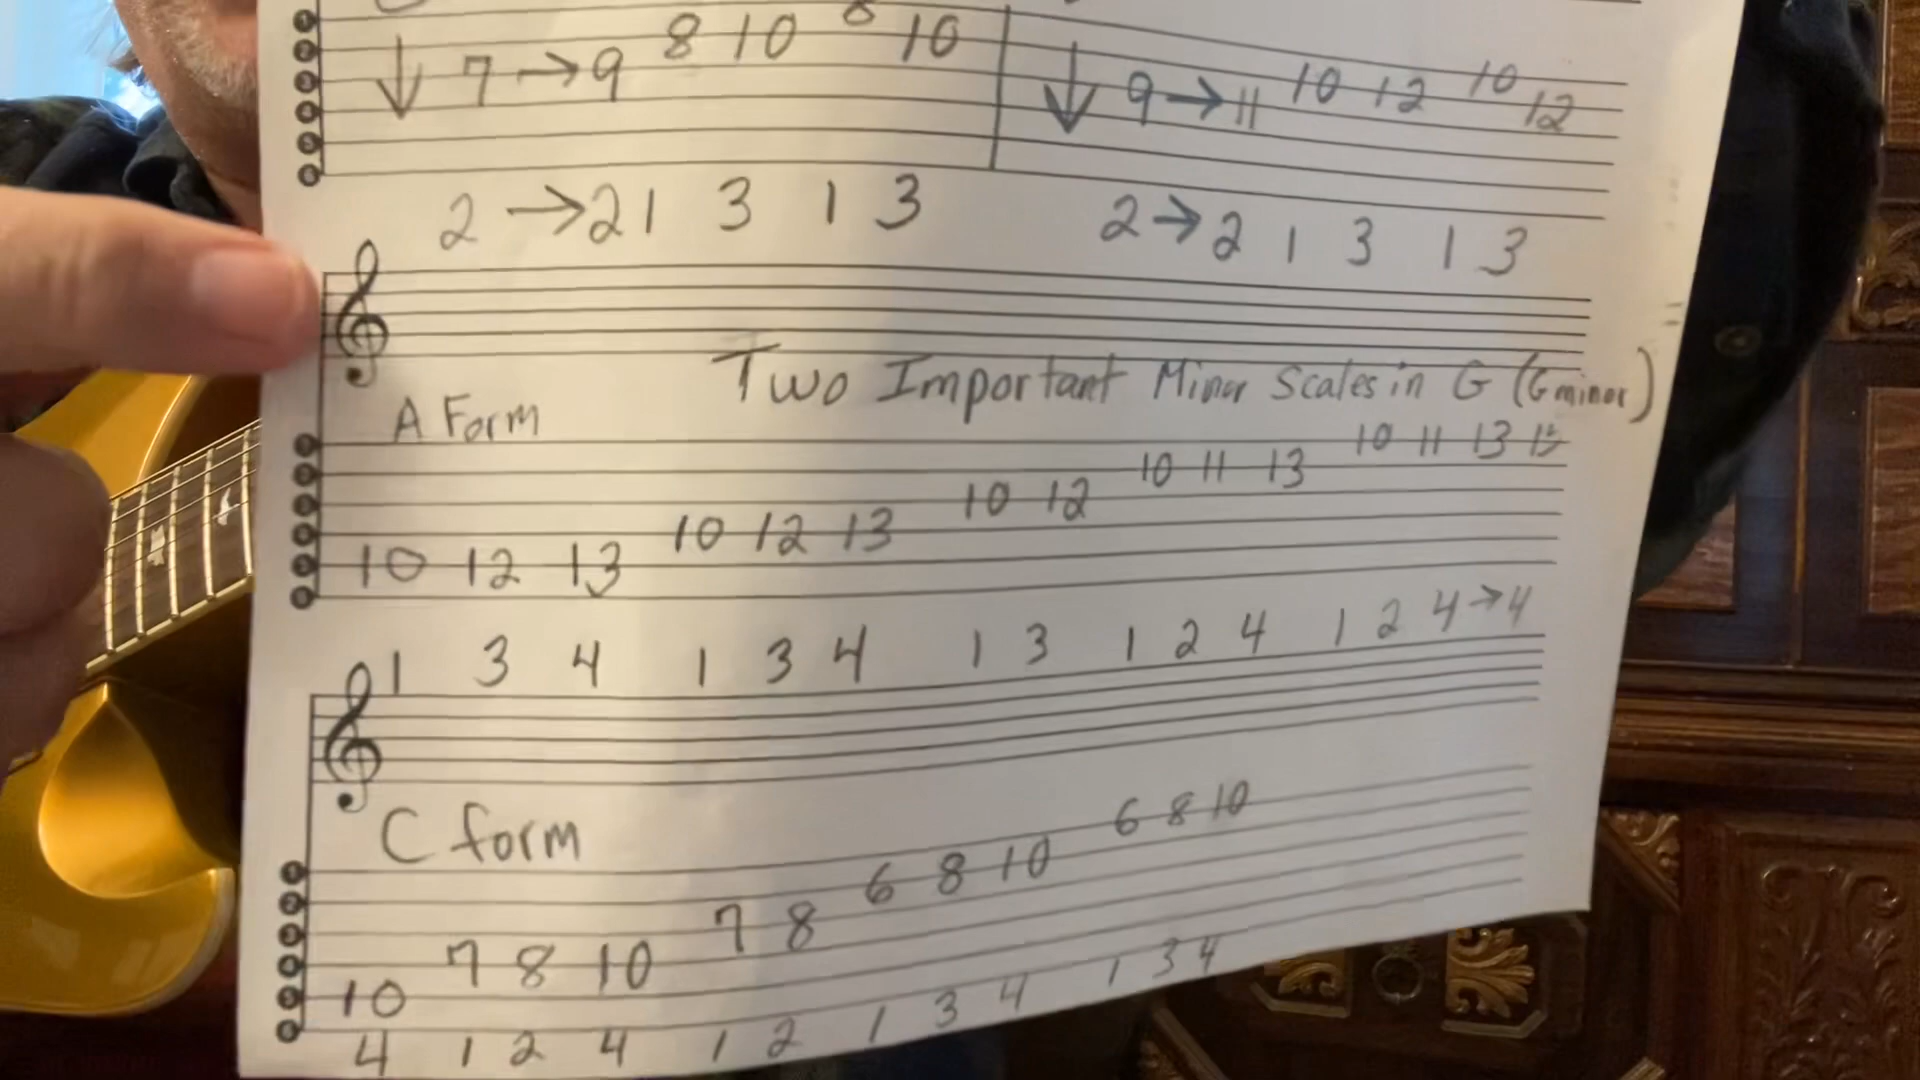 8 10 8 10
7 → 9
10 12 10 12
9 → 11
2 → 2 1 3 1 3
2 → 2 1 3 1 3
Two Important Minor Scales in G (G minor)
A Form
10 11 13 15
10 11 13
10 12
10 12 13
10 12 13
1 3 4 1 3 4 1 3 1 2 4 1 2 4 → 4
C form
6 8 10
6 8 10
7 8
7 8 10
10
4 1 2 4 1 2 1 3 4 1 3 4